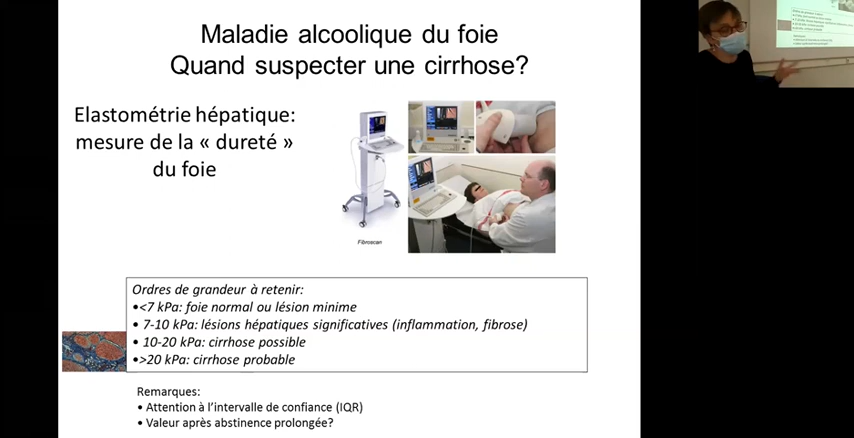 Maladie alcoolique du foie
Quand suspecter une cirrhose?
Elastométrie hépatique:
mesure de la « dureté »
du foie
Fibroscan
Ordres de grandeur à retenir:
•<7 kPa: foie normal ou lésion minime
• 7-10 kPa: lésions hépatiques significatives (inflammation, fibrose)
• 10-20 kPa: cirrhose possible
•>20 kPa: cirrhose probable
Remarques:
• Attention à l'intervalle de confiance (IQR)
• Valeur après abstinence prolongée?